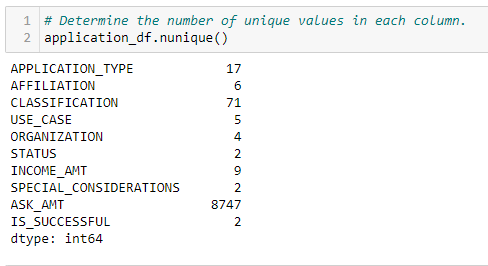 1 # Determine the number of unique values in each column.
2 application_df.nunique()
APPLICATION_TYPE 17
AFFILIATION 6
CLASSIFICATION 71
USE_CASE 5
ORGANIZATION 4
STATUS 2
INCOME_AMT 9
SPECIAL_CONSIDERATIONS 2
ASK_AMT 8747
IS_SUCCESSFUL 2
dtype: int64